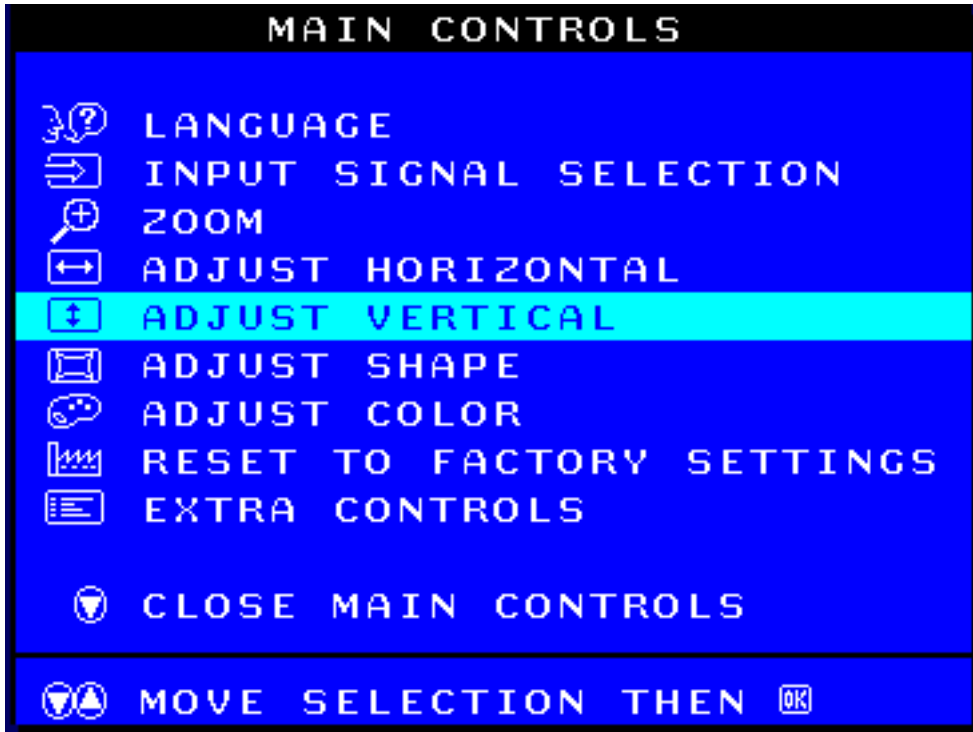 MAIN CONTROLS
LANGUAGE
INPUT SIGNAL SELECTION
ZOOM
ADJUST HORIZONTAL
ADJUST VERTICAL
ADJUST SHAPE
ADJUST COLOR
RESET TO FACTORY SETTINGS
EXTRA CONTROLS
CLOSE MAIN CONTROLS
MOVE SELECTION THEN OK